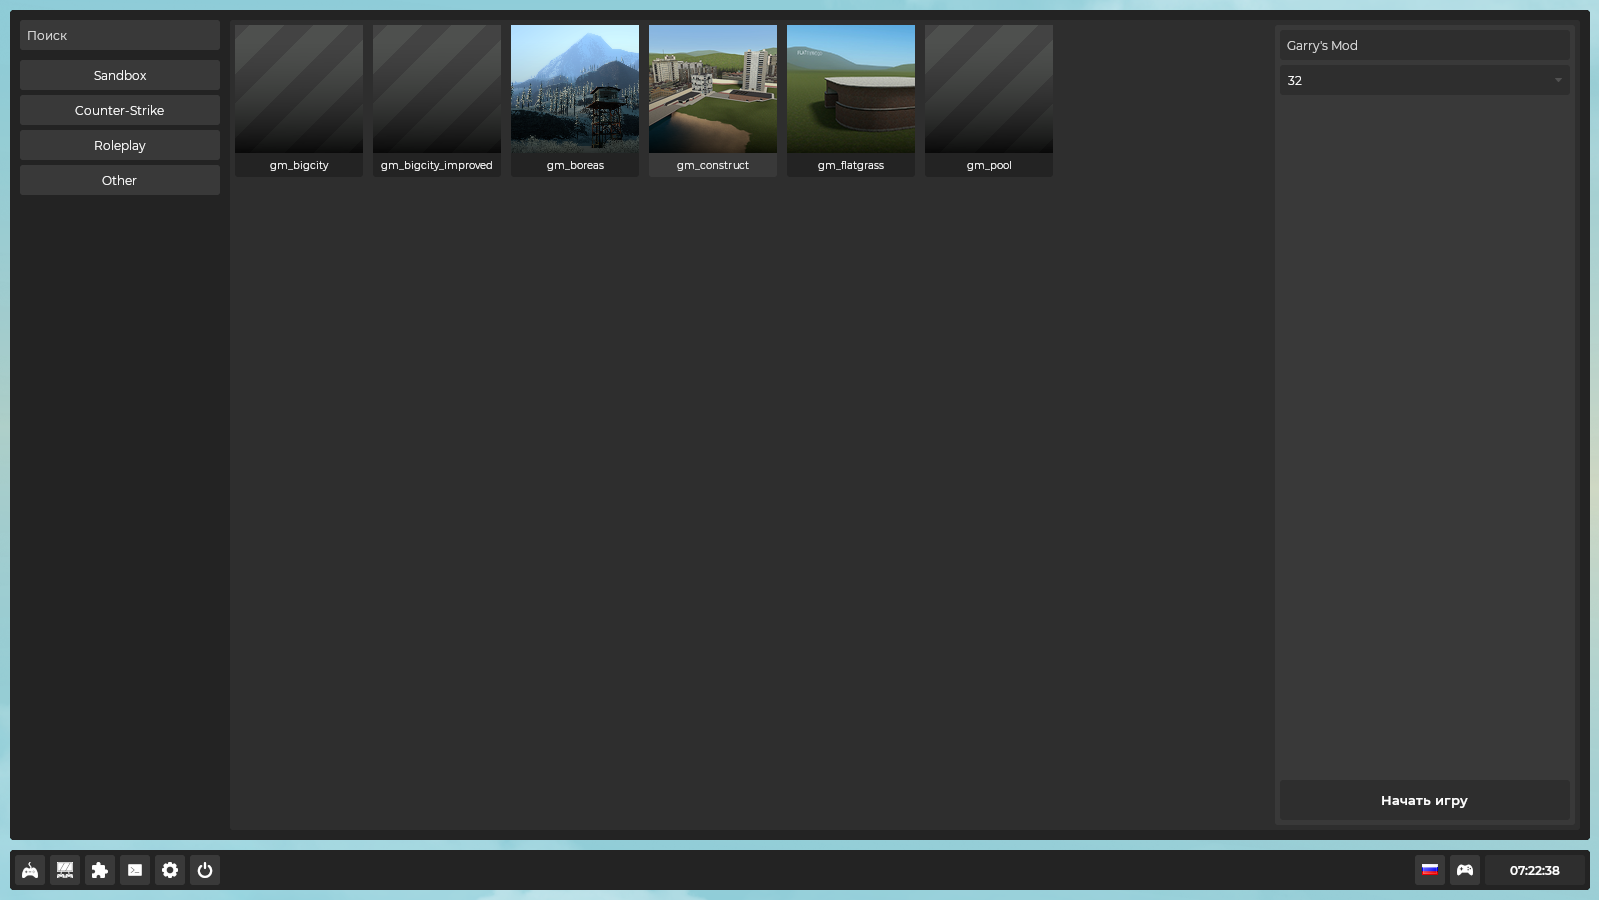 Поиск
Sandbox
Counter-Strike
Roleplay
Other
gm_bigcity
gm_bigcity_improved
gm_boreas
gm_construct
gm_flatgrass
gm_pool
Garry's Mod
32
Начать игру
07:22:38